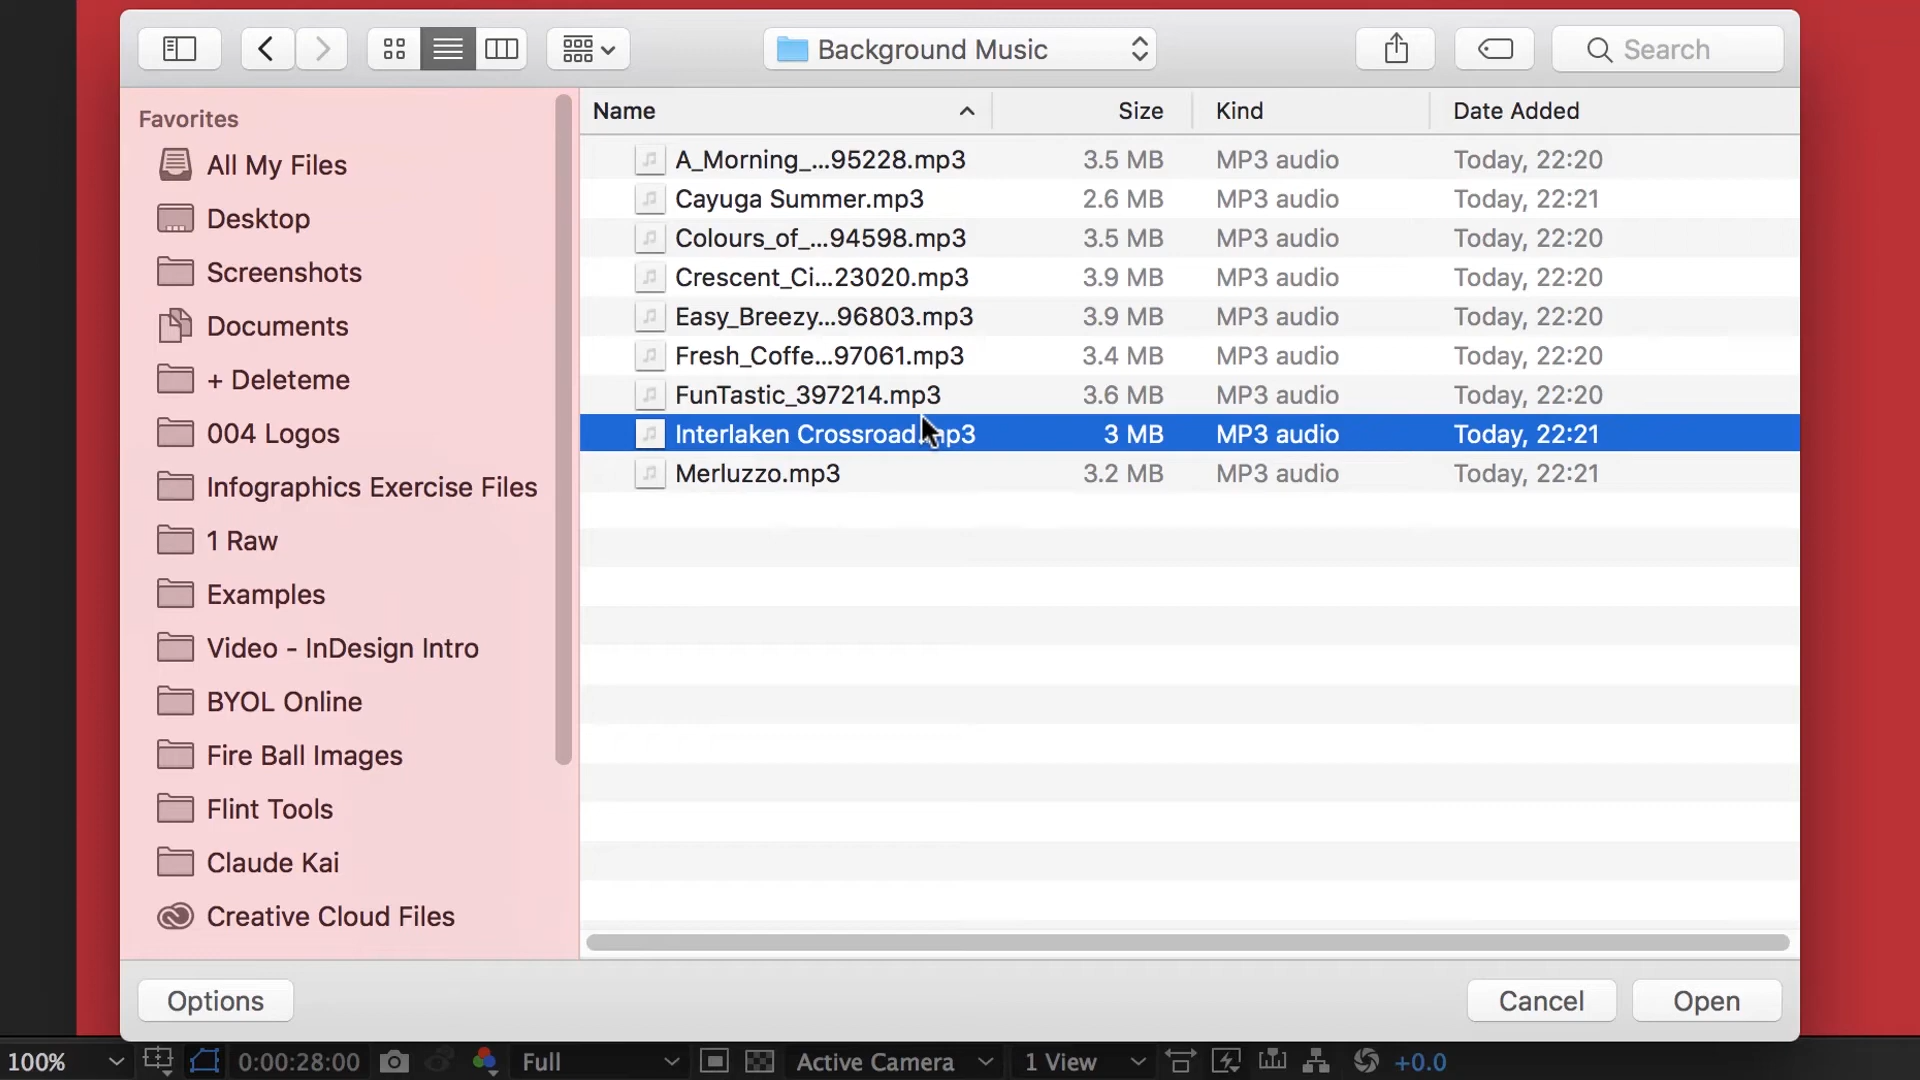 Background Music
Search
Favorites
All My Files
Desktop
Screenshots
Documents
+ Deleteme
004 Logos
Infographics Exercise Files
1 Raw
Examples
Video - InDesign Intro
BYOL Online
Fire Ball Images
Flint Tools
Claude Kai
Creative Cloud Files
Name Size Kind Date Added
A_Morning_...95228.mp3 3.5 MB MP3 audio Today, 22:20
Cayuga Summer.mp3 2.6 MB MP3 audio Today, 22:21
Colours_of_...94598.mp3 3.5 MB MP3 audio Today, 22:20
Crescent_Ci...23020.mp3 3.9 MB MP3 audio Today, 22:20
Easy_Breezy...96803.mp3 3.9 MB MP3 audio Today, 22:20
Fresh_Coffe...97061.mp3 3.4 MB MP3 audio Today, 22:20
FunTastic_397214.mp3 3.6 MB MP3 audio Today, 22:20
Interlaken Crossroad.mp3 3 MB MP3 audio Today, 22:21
Merluzzo.mp3 3.2 MB MP3 audio Today, 22:21
Options Cancel Open
100% 0:00:28:00 Full Active Camera 1 View +0.0